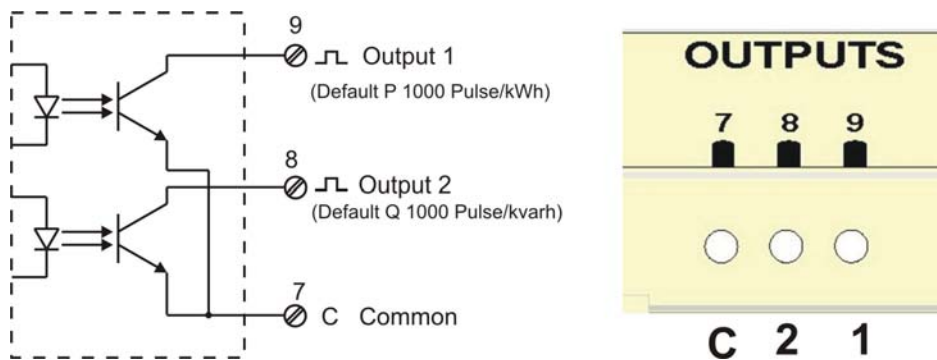 9
Output 1
(Default P 1000 Pulse/kWh)
8
Output 2
(Default Q 1000 Pulse/kvarh)
7
C Common
OUTPUTS
7 8 9
C 2 1